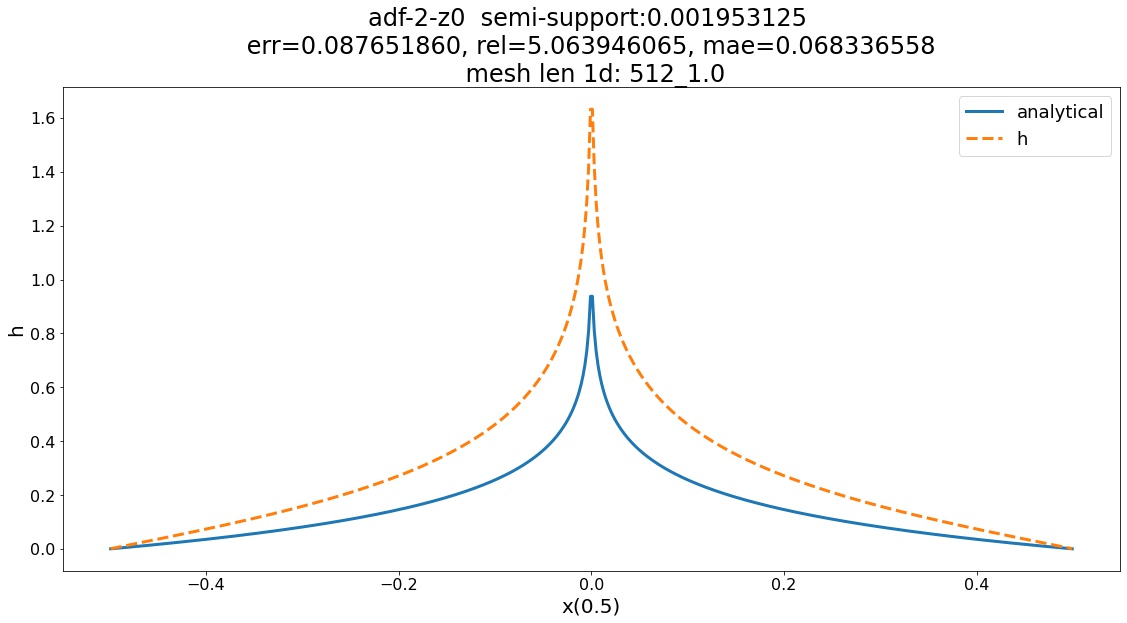 adf-2-z0  semi-support:0.001953125
err=0.087651860, rel=5.063946065, mae=0.068336558
mesh len 1d: 512_1.0
analytical
h
1.6
1.4
1.2
1.0
0.8
0.6
0.4
0.2
0.0
h
−0.4
−0.2
0.0
0.2
0.4
x(0.5)